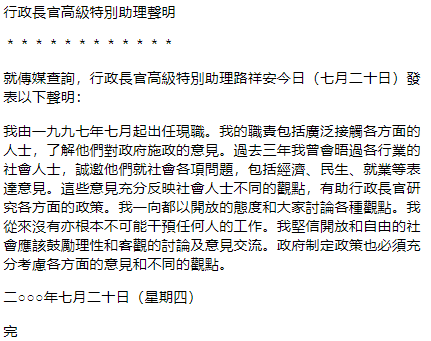 行政長官高級特別助理聲明
＊＊＊＊＊＊＊＊＊＊＊＊
就傳媒查詢，行政長官高級特別助理路祥安今日（七月二十日）發
表以下聲明：
我由一九九七年七月起出任現職。我的職責包括廣泛接觸各方面的
人士，了解他們對政府施政的意見。過去三年我曾會晤過各行業的
社會人士，誠邀他們就社會各項問題，包括經濟、民生、就業等表
達意見。這些意見充分反映社會人士不同的觀點，有助行政長官研
究各方面的政策。我一向都以開放的態度和大家討論各種觀點。我
從來沒有亦根本不可能干預任何人的工作。我堅信開放和自由的社
會應該鼓勵理性和客觀的討論及意見交流。政府制定政策也必須充
分考慮各方面的意見和不同的觀點。
二○○○年七月二十日（星期四）
完